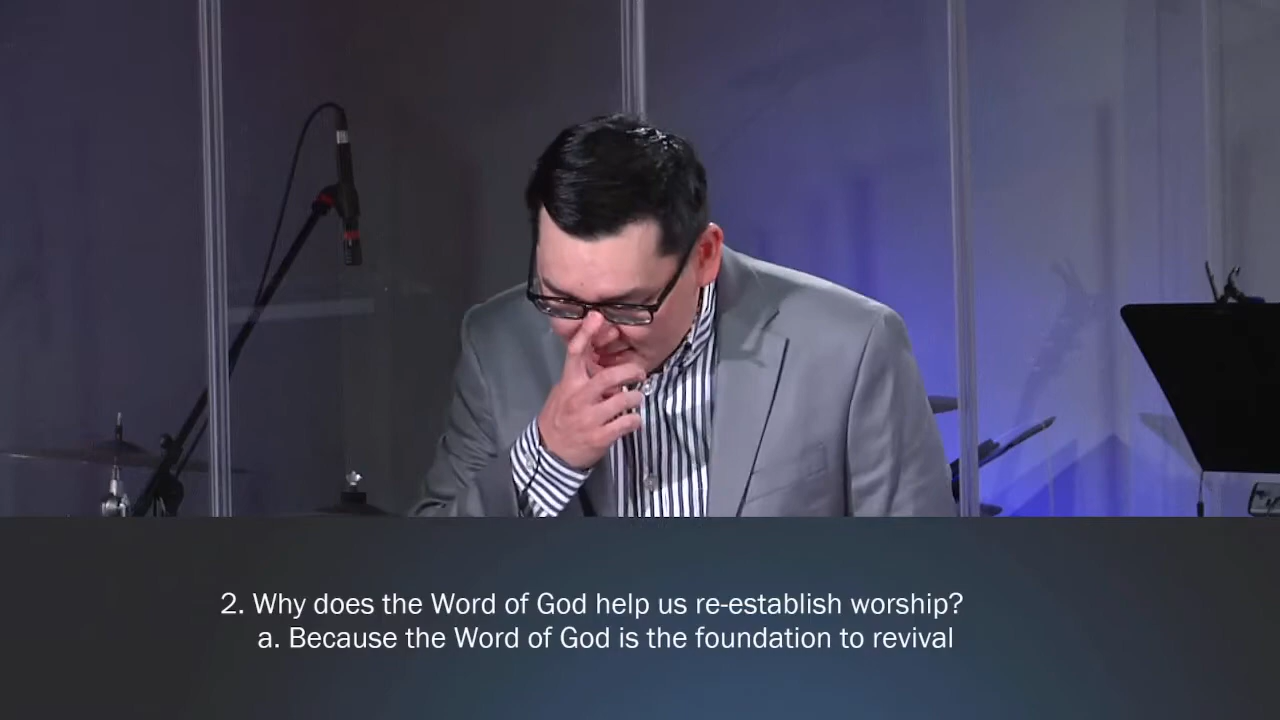 2. Why does the Word of God help us re-establish worship?
a. Because the Word of God is the foundation to revival